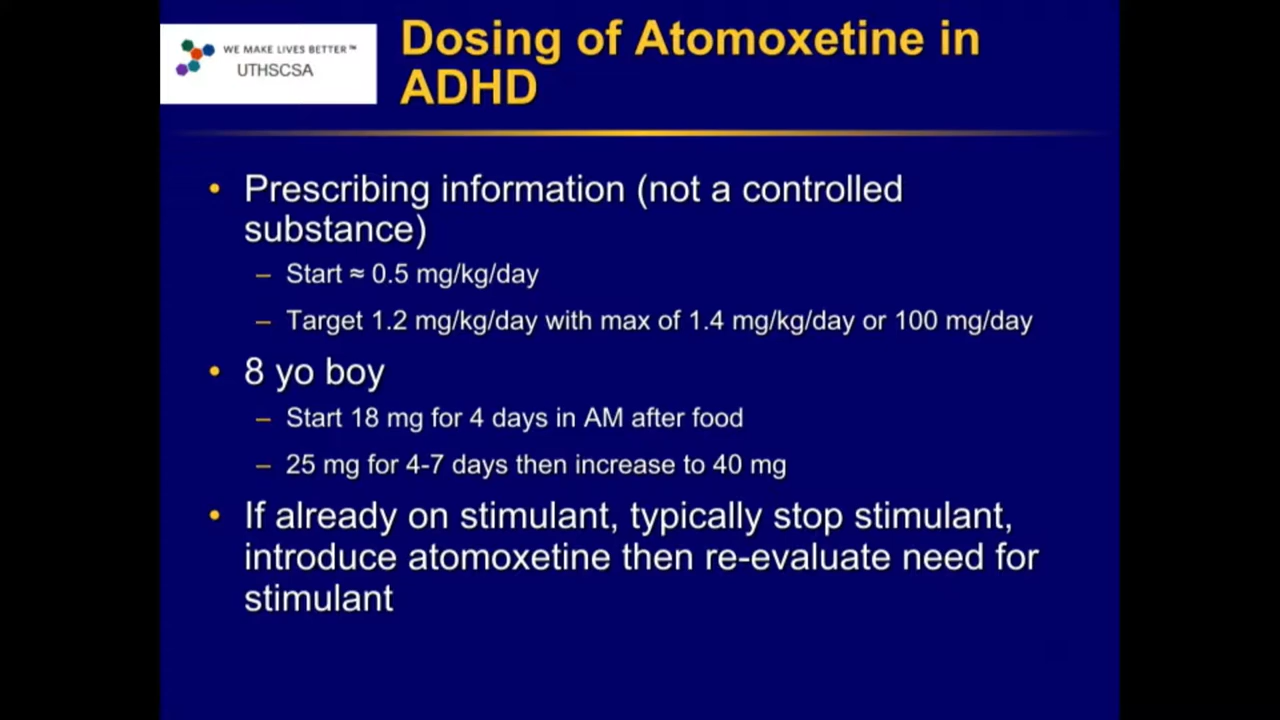 WE MAKE LIVES BETTER™
UTHSCSA
Dosing of Atomoxetine in
ADHD
• Prescribing information (not a controlled
substance)
– Start ≈ 0.5 mg/kg/day
– Target 1.2 mg/kg/day with max of 1.4 mg/kg/day or 100 mg/day
• 8 yo boy
– Start 18 mg for 4 days in AM after food
– 25 mg for 4-7 days then increase to 40 mg
• If already on stimulant, typically stop stimulant,
introduce atomoxetine then re-evaluate need for
stimulant